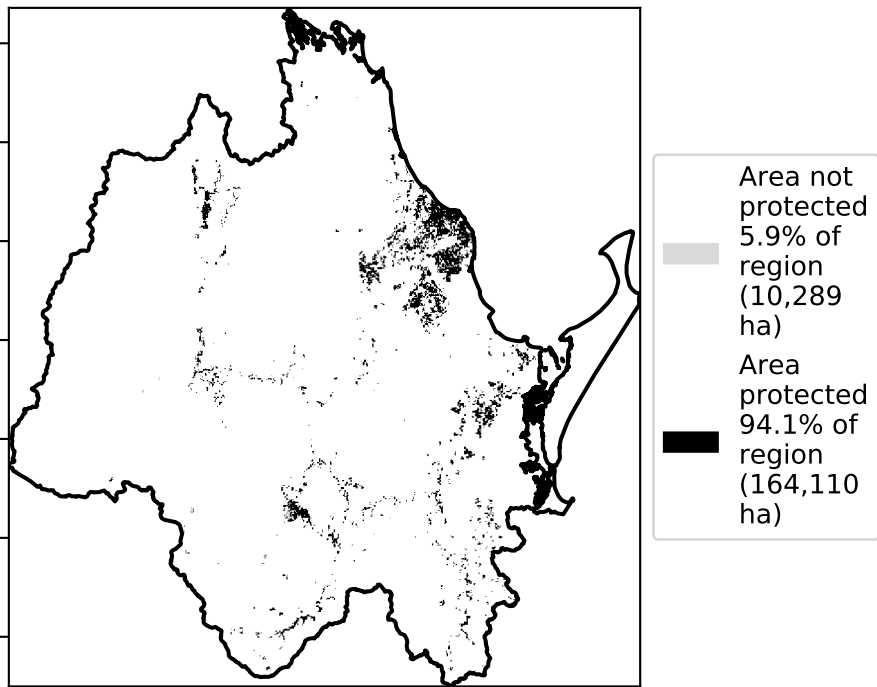 Area not
protected
5.9% of
region
(10,289
ha)
Area
protected
94.1% of
region
(164,110
ha)